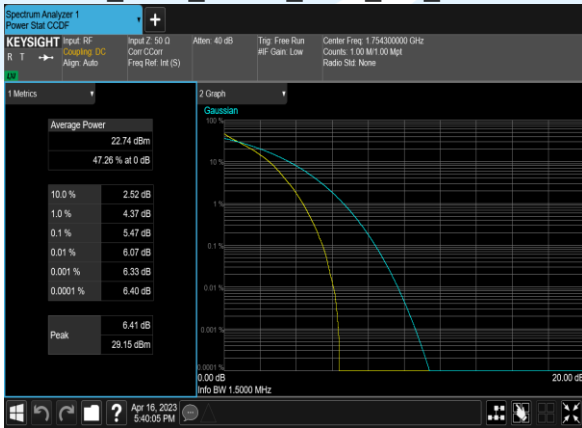 Spectrum Analyzer 1
Power Stat CCDF
KEYSIGHT
R T
LXI
Input: RF
Coupling: DC
Align: Auto
Input Z: 50 Ω
Corr CCorr
Freq Ref: Int (S)
Atten: 40 dB
Trig: Free Run
#IF Gain: Low
Center Freq: 1.754300000 GHz
Counts: 1.00 M/1.00 Mpt
Radio Std: None
1 Metrics
Average Power
22.74 dBm
47.26 % at 0 dB
10.0 % 2.52 dB
1.0 % 4.37 dB
0.1 % 5.47 dB
0.01 % 6.07 dB
0.001 % 6.33 dB
0.0001 % 6.40 dB
Peak 6.41 dB
29.15 dBm
2 Graph
Gaussian
100 %
10 %
1 %
0.1 %
0.01 %
0.001 %
0.0001 %
0.00 dB
20.00 dB
Info BW 1.5000 MHz
Apr 16, 2023
5:40:05 PM